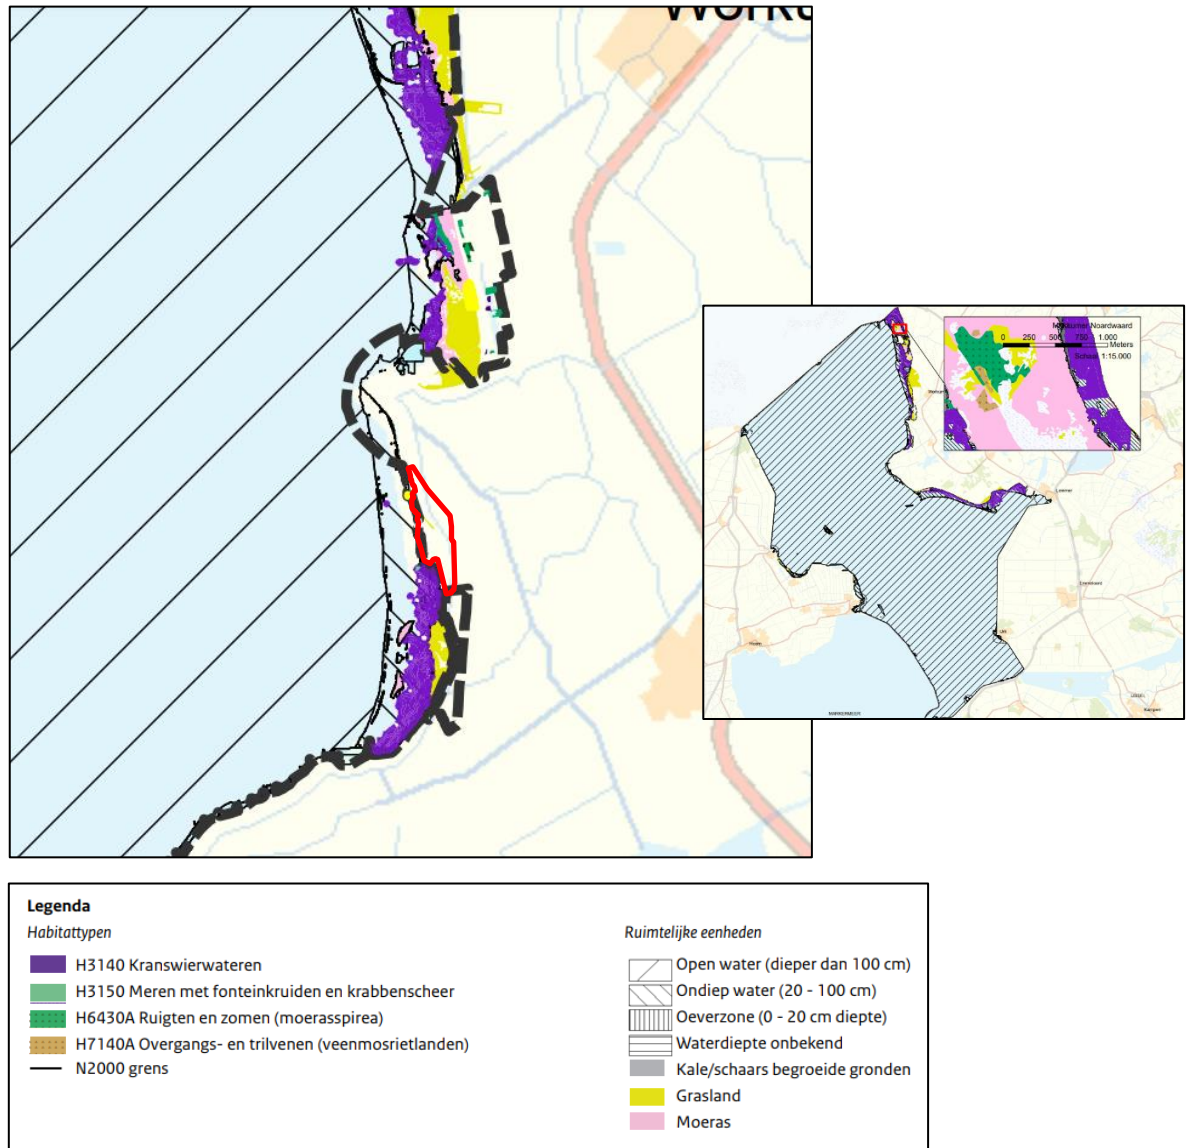 Legenda
Habitattypen
H3140 Kranswierwateren
H3150 Meren met fonteinkruiden en krabbenscheer
H6430A Ruigten en zomen (moerasspirea)
H7140A Overgangs- en trilvenen (veenmosrietlanden)
N2000 grens
Ruimtelijke eenheden
Open water (dieper dan 100 cm)
Ondiep water (20 - 100 cm)
Oeverzone (0 - 20 cm diepte)
Waterdiepte onbekend
Kale/schaars begroeide gronden
Grasland
Moeras
Noardwaard
0 250 500 750 1.000
Meters
Schaal 1:15.000